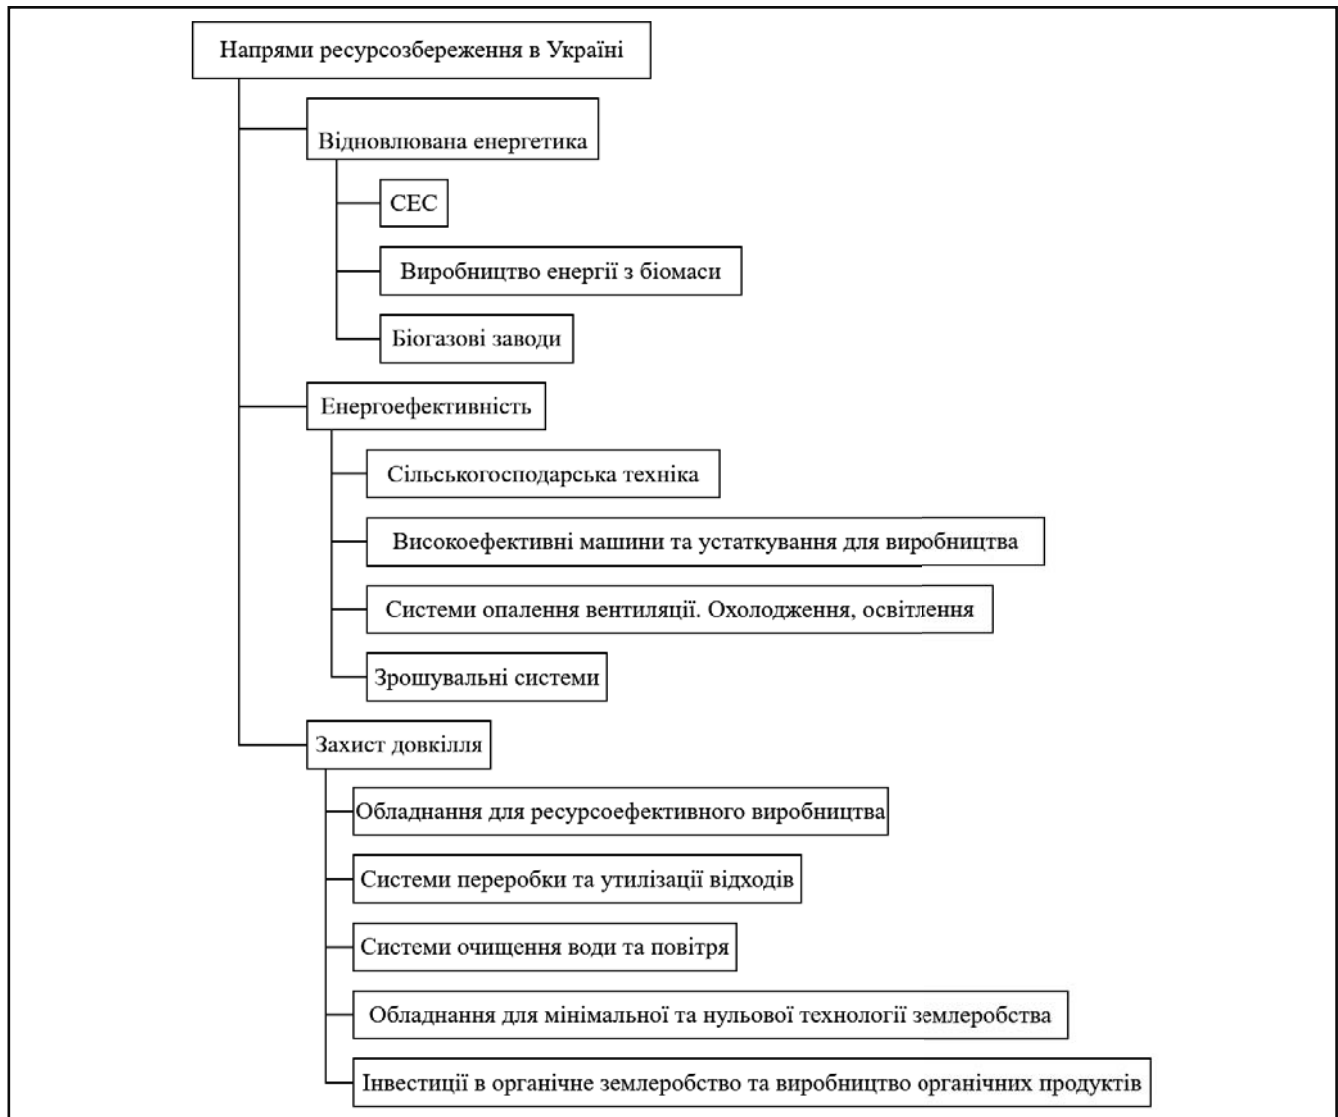 Напрями ресурсозбереження в Україні
Відновлювана енергетика
СЕС
Виробництво енергії з біомаси
Біогазові заводи
Енергоефективність
Сільськогосподарська техніка
Високоефективні машини та устаткування для виробництва
Системи опалення вентиляції. Охолодження, освітлення
Зрошувальні системи
Захист довкілля
Обладнання для ресурсоефективного виробництва
Системи переробки та утилізації відходів
Системи очищення води та повітря
Обладнання для мінімальної та нульової технології землеробства
Інвестиції в органічне землеробство та виробництво органічних продуктів